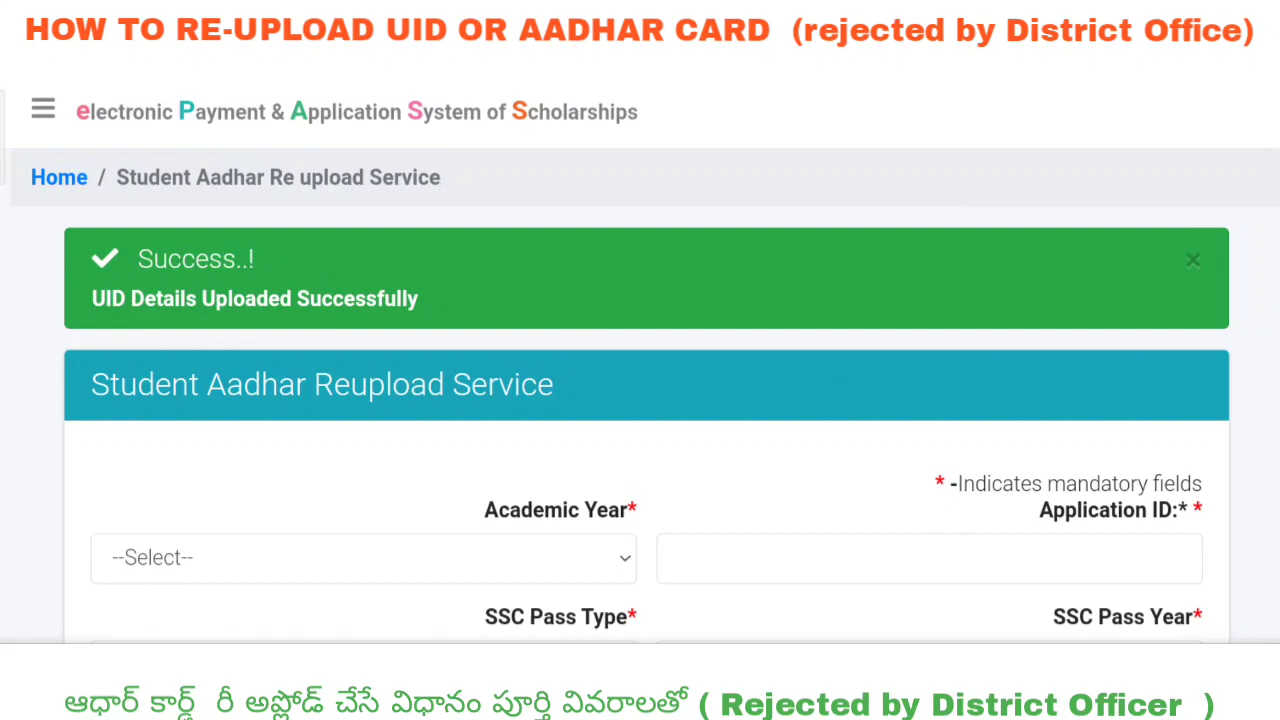 HOW TO RE-UPLOAD UID OR AADHAR CARD (rejected by District Office)
electronic Payment & Application System of Scholarships
Home / Student Aadhar Re upload Service
Success..!
×
UID Details Uploaded Successfully
Student Aadhar Reupload Service
* -Indicates mandatory fields
Academic Year*
Application ID:* *
--Select--
SSC Pass Type*
SSC Pass Year*
ఆధార్ కార్డ్ రీ అప్లోడ్ చేసే విధానం పూర్తి వివరాలతో ( Rejected by District Officer )